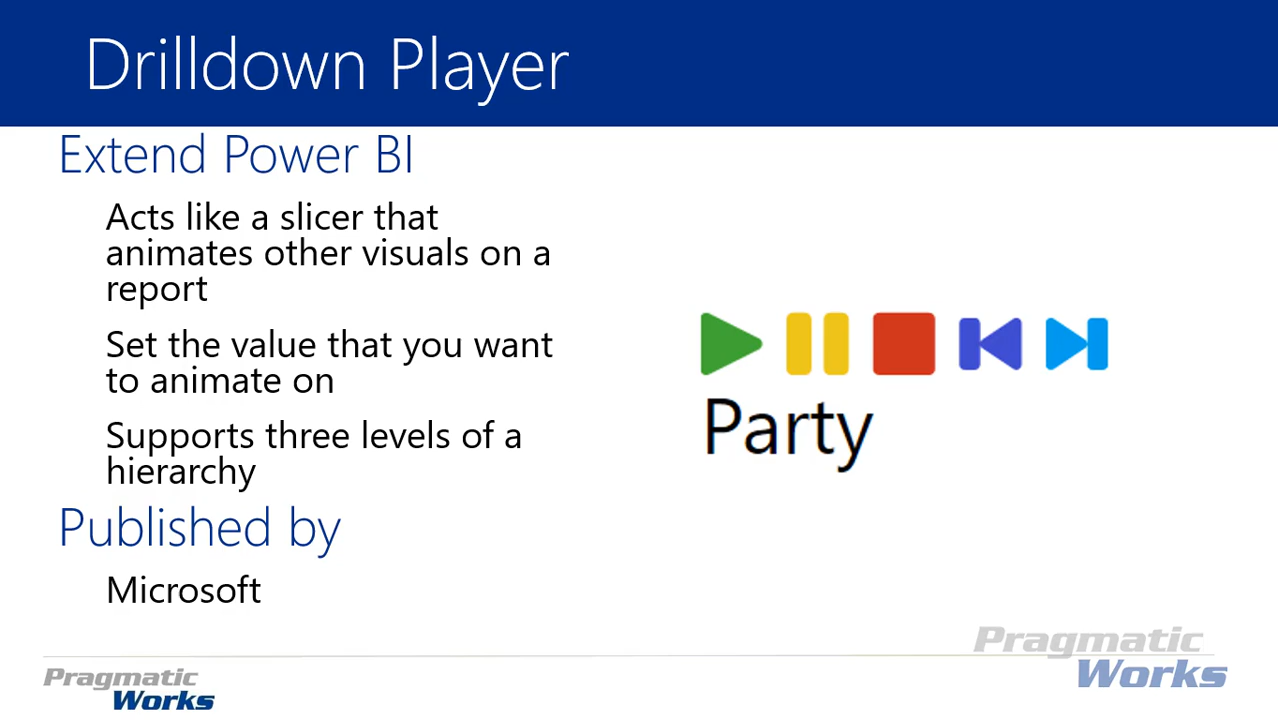 Drilldown Player
Extend Power BI
Acts like a slicer that
animates other visuals on a
report
Set the value that you want
to animate on
Supports three levels of a
hierarchy
Published by
Microsoft
Party
Pragmatic
Works
Pragmatic
Works